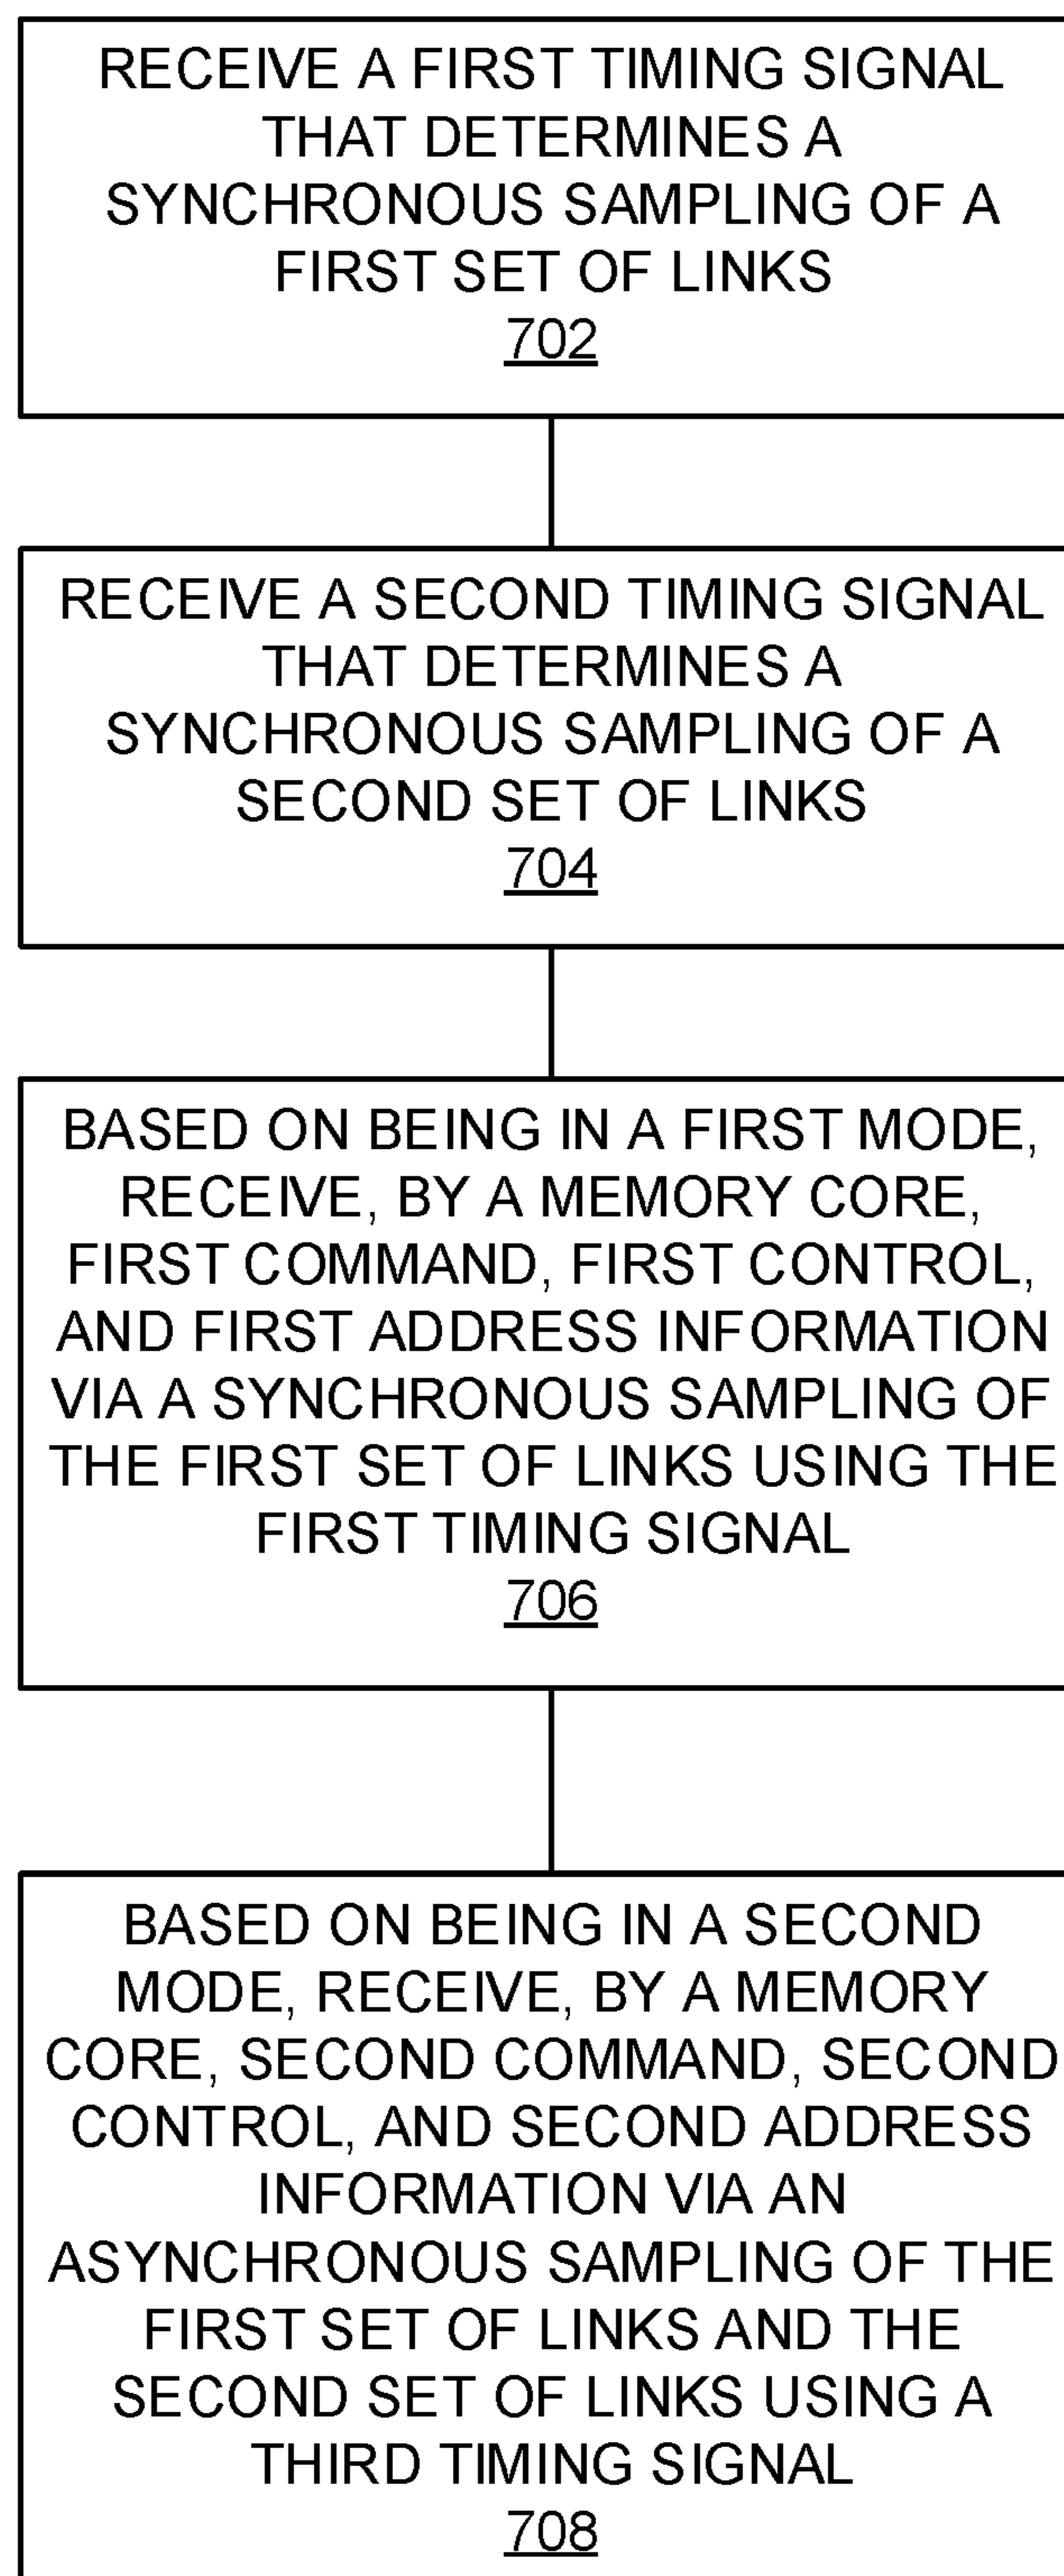 RECEIVE A FIRST TIMING SIGNAL
THAT DETERMINES A
SYNCHRONOUS SAMPLING OF A
FIRST SET OF LINKS
702
RECEIVE A SECOND TIMING SIGNAL
THAT DETERMINES A
SYNCHRONOUS SAMPLING OF A
SECOND SET OF LINKS
704
BASED ON BEING IN A FIRST MODE,
RECEIVE, BY A MEMORY CORE,
FIRST COMMAND, FIRST CONTROL,
AND FIRST ADDRESS INFORMATION
VIA A SYNCHRONOUS SAMPLING OF
THE FIRST SET OF LINKS USING THE
FIRST TIMING SIGNAL
706
BASED ON BEING IN A SECOND
MODE, RECEIVE, BY A MEMORY
CORE, SECOND COMMAND, SECOND
CONTROL, AND SECOND ADDRESS
INFORMATION VIA AN
ASYNCHRONOUS SAMPLING OF THE
FIRST SET OF LINKS AND THE
SECOND SET OF LINKS USING A
THIRD TIMING SIGNAL
708